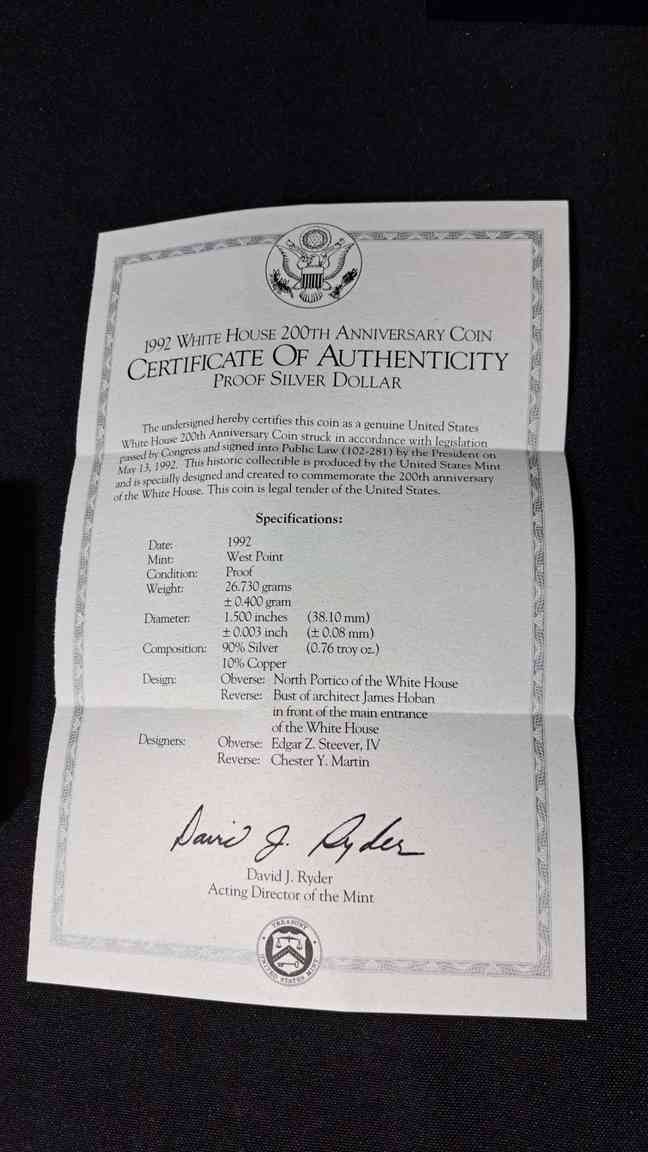 1992 WHITE HOUSE 200TH ANNIVERSARY COIN
CERTIFICATE OF AUTHENTICITY
PROOF SILVER DOLLAR
The undersigned hereby certifies this coin as a genuine United States
White House 200th Anniversary Coin struck in accordance with legislation
passed by Congress and signed into Public Law (102-281) by the President on
May 13, 1992. This historic collectible is produced by the United States Mint
and is specially designed and created to commemorate the 200th anniversary
of the White House. This coin is legal tender of the United States.
Specifications:
Date: 1992
Mint: West Point
Condition: Proof
Weight: 26.730 grams
± 0.400 gram
Diameter: 1.500 inches (38.10 mm)
± 0.003 inch (± 0.08 mm)
Composition: 90% Silver (0.76 troy oz.)
10% Copper
Design: Obverse: North Portico of the White House
Reverse: Bust of architect James Hoban
in front of the main entrance
of the White House
Designers: Obverse: Edgar Z. Steever, IV
Reverse: Chester Y. Martin
David J. Ryder
David J. Ryder
Acting Director of the Mint
TREASURY
UNITED STATES MINT